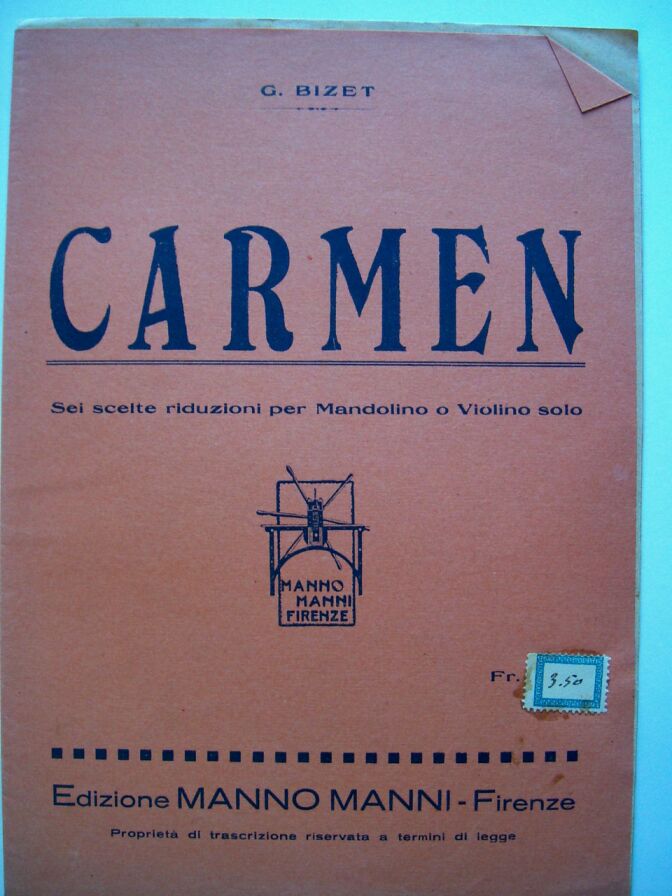 G. BIZET
CARMEN
Sei scelte riduzioni per Mandolino o Violino solo
MANNO
MANNI
FIRENZE
Fr. 3.50
Edizione MANNO MANNI - Firenze
Proprietà di trascrizione riservata a termini di legge